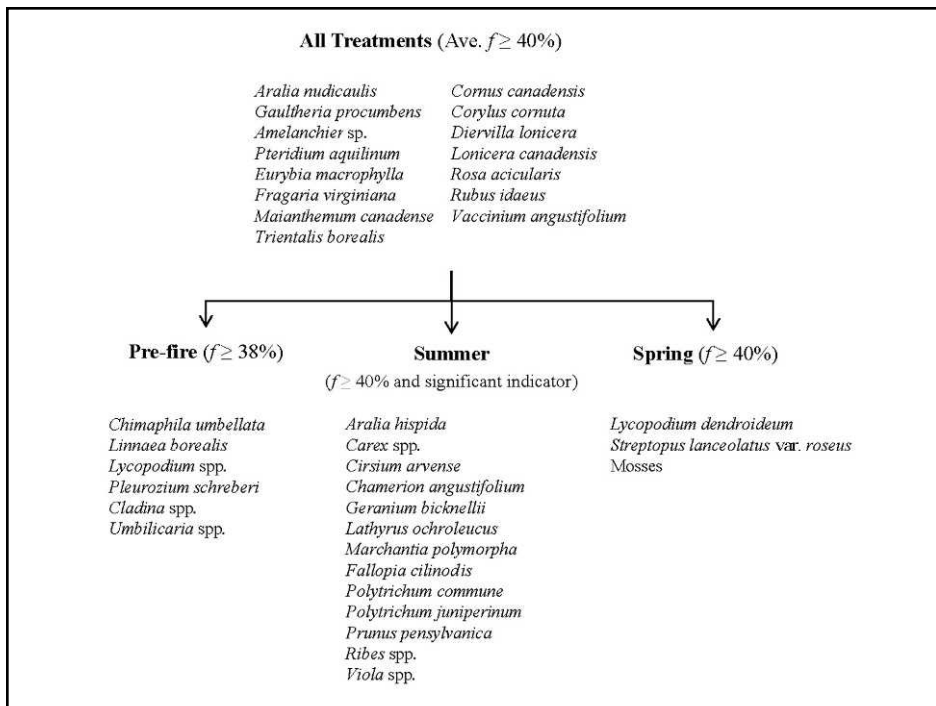 All Treatments (Ave. f ≥ 40%)
Aralia nudicaulis
Gaultheria procumbens
Amelanchier sp.
Pteridium aquilinum
Eurybia macrophylla
Fragaria virginiana
Maianthemum canadense
Trientalis borealis
Cornus canadensis
Corylus cornuta
Diervilla lonicera
Lonicera canadensis
Rosa acicularis
Rubus idaeus
Vaccinium angustifolium
Pre-fire (f ≥ 38%)
Chimaphila umbellata
Linnaea borealis
Lycopodium spp.
Pleurozium schreberi
Cladina spp.
Umbilicaria spp.
Summer
(f ≥ 40% and significant indicator)
Aralia hispida
Carex spp.
Cirsium arvense
Chamerion angustifolium
Geranium bicknellii
Lathyrus ochroleucus
Marchantia polymorpha
Fallopia cilinodis
Polytrichum commune
Polytrichum juniperinum
Prunus pensylvanica
Ribes spp.
Viola spp.
Spring (f ≥ 40%)
Lycopodium dendroideum
Streptopus lanceolatus var. roseus
Mosses